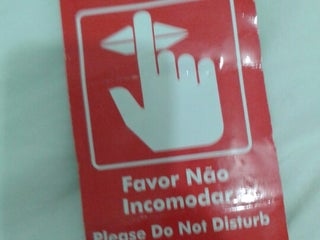 Favor Não
Incomodar
Please Do Not Disturb